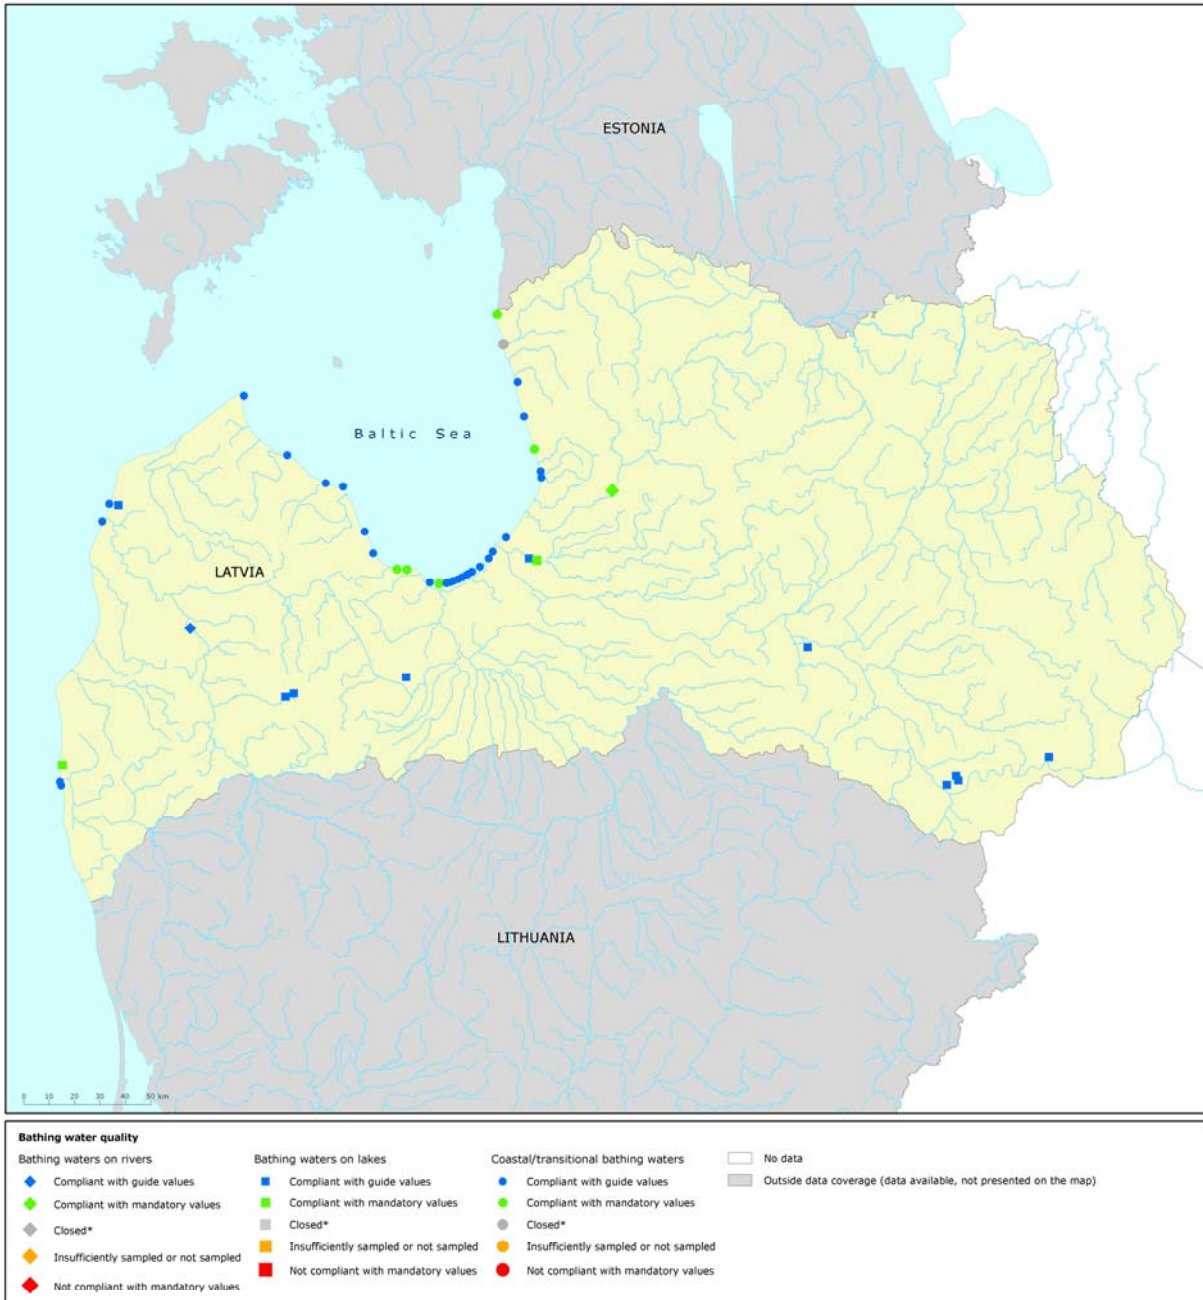 ESTONIA
Baltic Sea
LATVIA
LITHUANIA
0 10 20 30 40 50 km
Bathing water quality
Bathing waters on rivers
Compliant with guide values
Compliant with mandatory values
Closed*
Insufficiently sampled or not sampled
Not compliant with mandatory values
Bathing waters on lakes
Compliant with guide values
Compliant with mandatory values
Closed*
Insufficiently sampled or not sampled
Not compliant with mandatory values
Coastal/transitional bathing waters
Compliant with guide values
Compliant with mandatory values
Closed*
Insufficiently sampled or not sampled
Not compliant with mandatory values
No data
Outside data coverage (data available, not presented on the map)